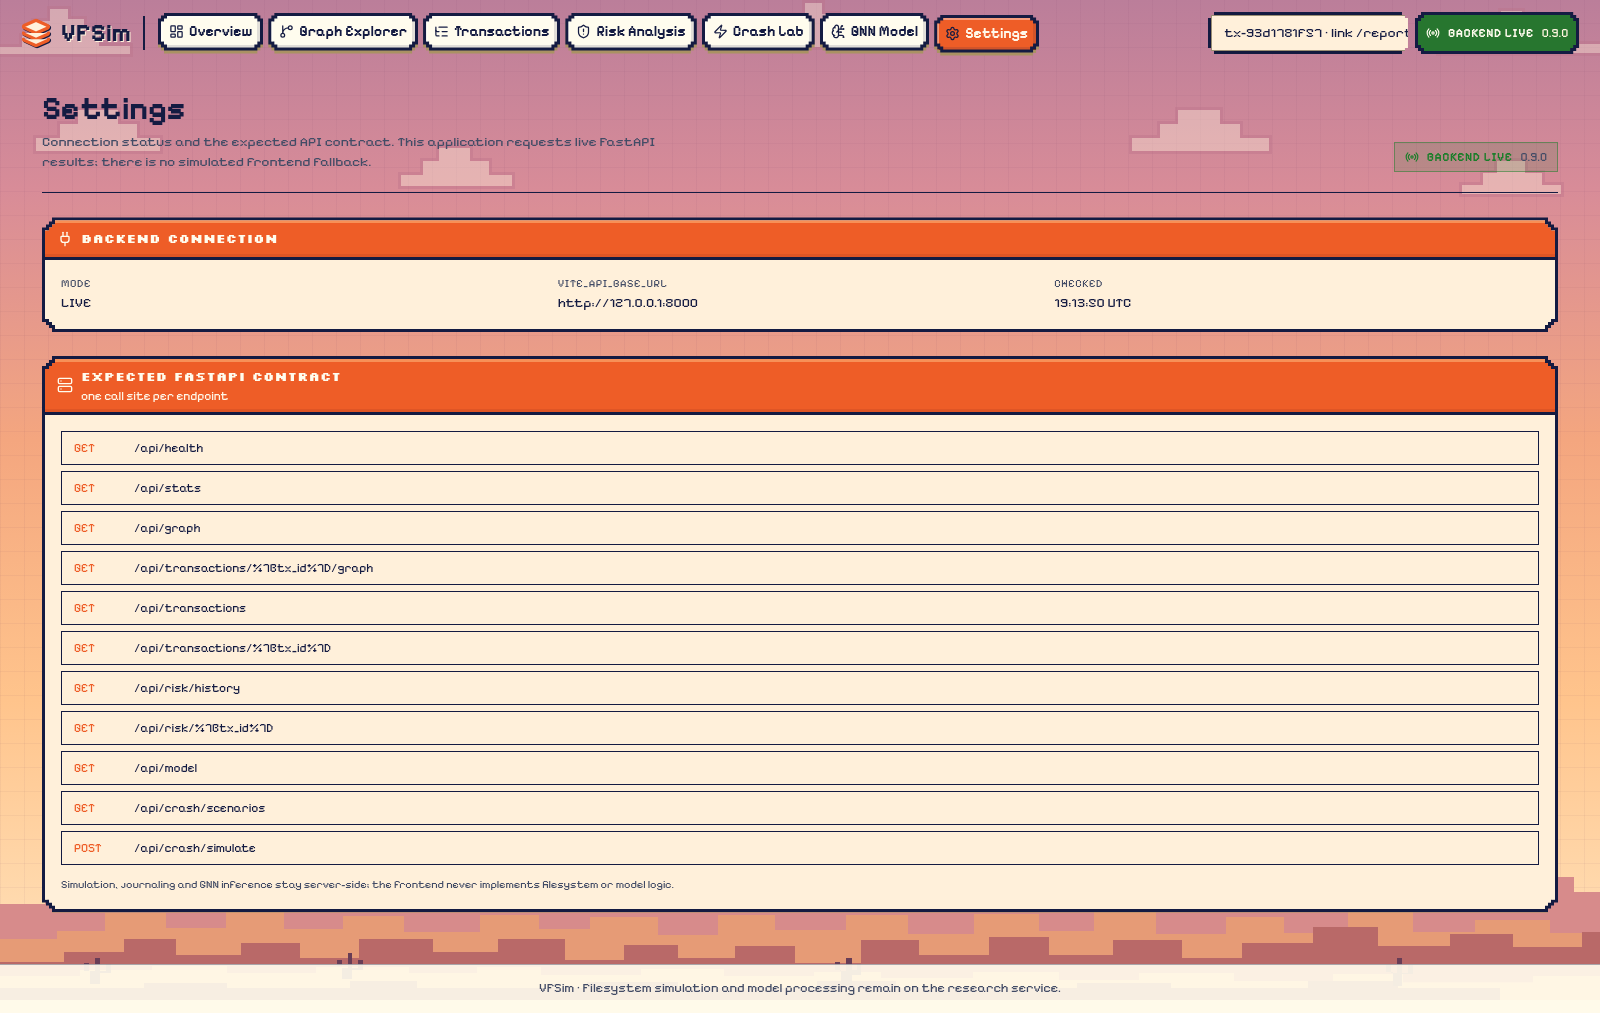 VFSim
Overview
Graph Explorer
Transactions
Risk Analysis
Crash Lab
GNN Model
Settings
tx-93d1781F57 · link /report
BACKEND LIVE 0.9.0
Settings
Connection status and the expected API contract. This application requests live FastAPI
results; there is no simulated frontend fallback.
BACKEND LIVE 0.9.0
BACKEND CONNECTION
MODE
LIVE
VITE_API_BASE_URL
http://127.0.0.1:8000
CHECKED
19:13:50 UTC
EXPECTED FASTAPI CONTRACT
one call site per endpoint
GET /api/health
GET /api/stats
GET /api/graph
GET /api/transactions/%7Btx_id%7D/graph
GET /api/transactions
GET /api/transactions/%7Btx_id%7D
GET /api/risk/history
GET /api/risk/%7Btx_id%7D
GET /api/model
GET /api/crash/scenarios
POST /api/crash/simulate
Simulation, journaling and GNN inference stay server-side; the frontend never implements filesystem or model logic.
VFSim · Filesystem simulation and model processing remain on the research service.